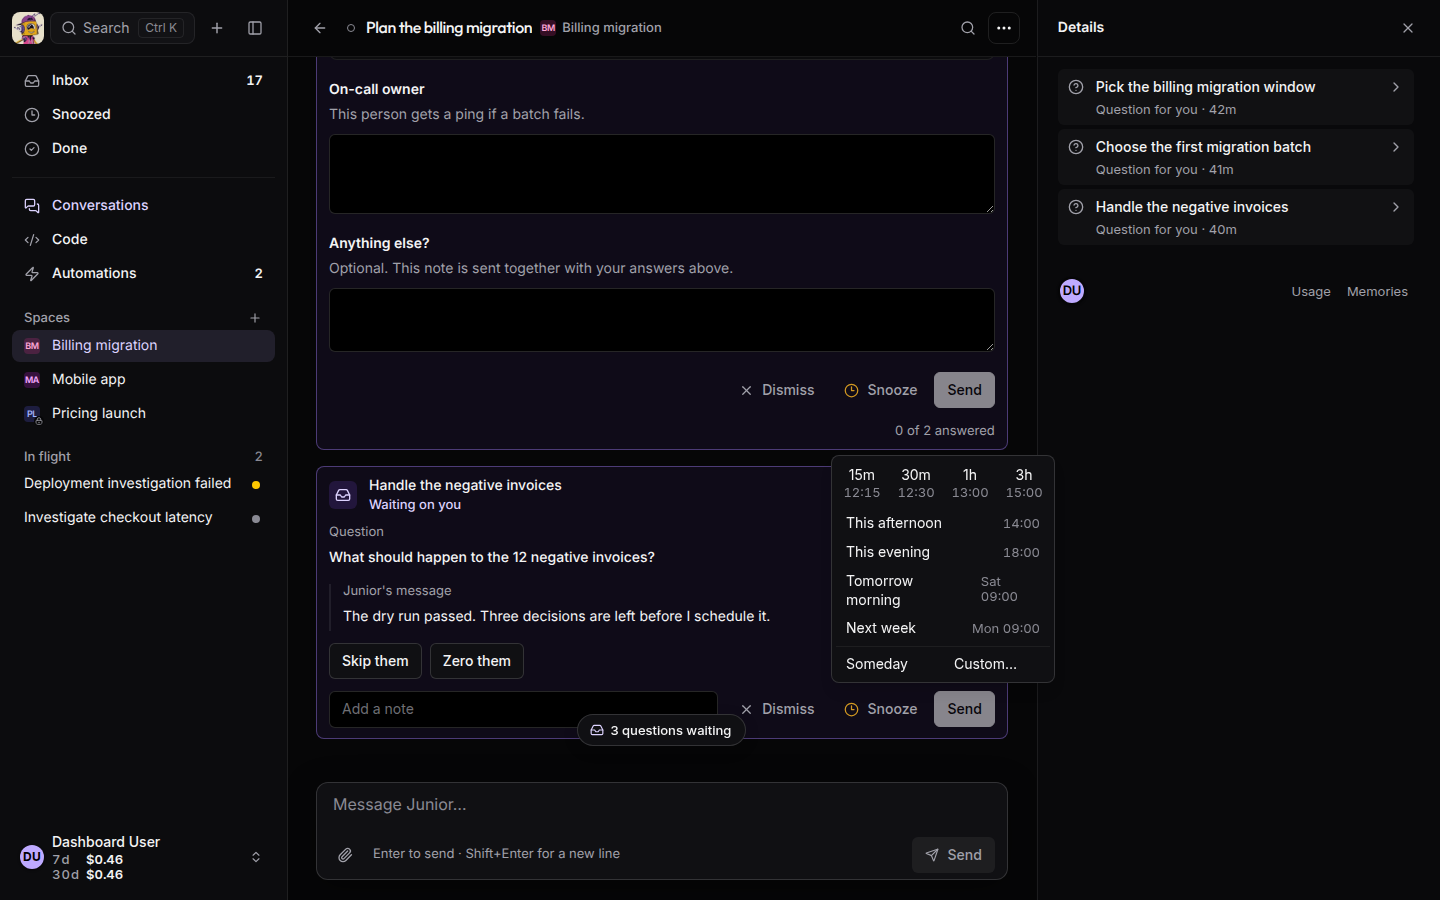 Search Ctrl K
Inbox 17
Snoozed
Done
Conversations
Code
Automations 2
Spaces
BM Billing migration
MA Mobile app
PL Pricing launch
In flight 2
Deployment investigation failed
Investigate checkout latency
DU Dashboard User
7d $0.46
30d $0.46
Plan the billing migration BM Billing migration
On-call owner
This person gets a ping if a batch fails.
Anything else?
Optional. This note is sent together with your answers above.
Dismiss Snooze Send
0 of 2 answered
Handle the negative invoices
Waiting on you
Question
What should happen to the 12 negative invoices?
Junior's message
The dry run passed. Three decisions are left before I schedule it.
Skip them Zero them
Add a note Dismiss Snooze Send
3 questions waiting
15m 30m 1h 3h
12:15 12:30 13:00 15:00
This afternoon 14:00
This evening 18:00
Tomorrow morning Sat 09:00
Next week Mon 09:00
Someday Custom...
Message Junior...
Enter to send · Shift+Enter for a new line Send
Details
Pick the billing migration window
Question for you · 42m
Choose the first migration batch
Question for you · 41m
Handle the negative invoices
Question for you · 40m
DU Usage Memories